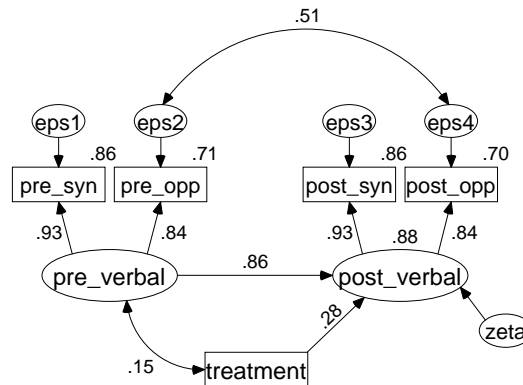 .51
eps1 eps2 eps3 eps4
.86 .71 .86 .70
pre_syn pre_opp post_syn post_opp
.93 .84 .93 .88 .84
pre_verbal .86 post_verbal
.28
zeta
.15 treatment